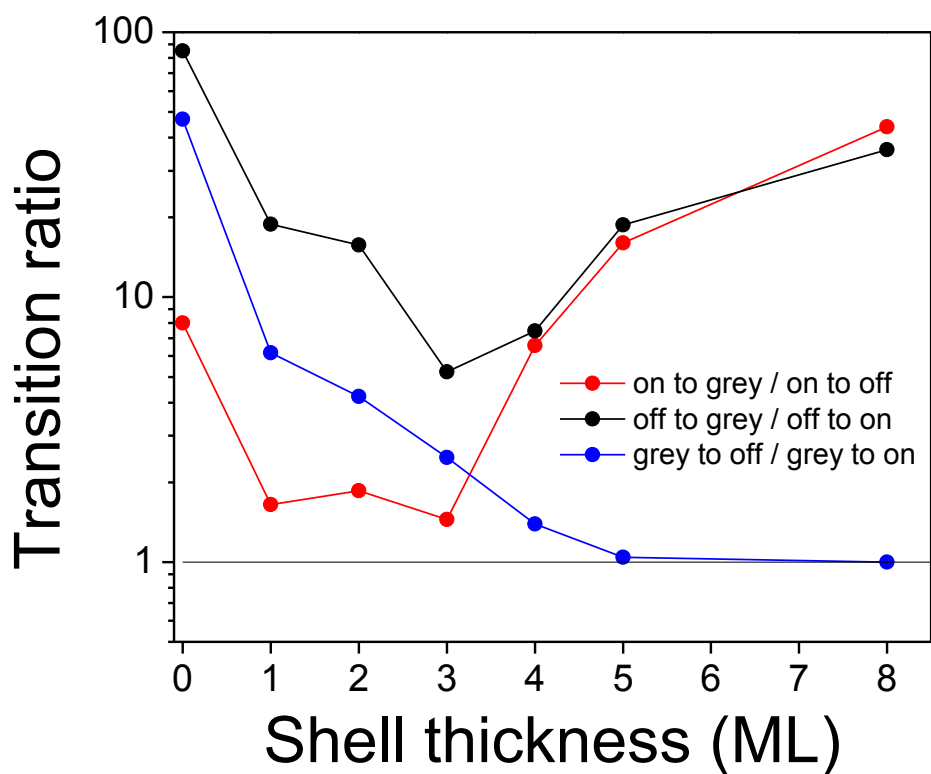 100
10
1
Transition ratio
on to grey / on to off
off to grey / off to on
grey to off / grey to on
0 1 2 3 4 5 6 7 8
Shell thickness (ML)